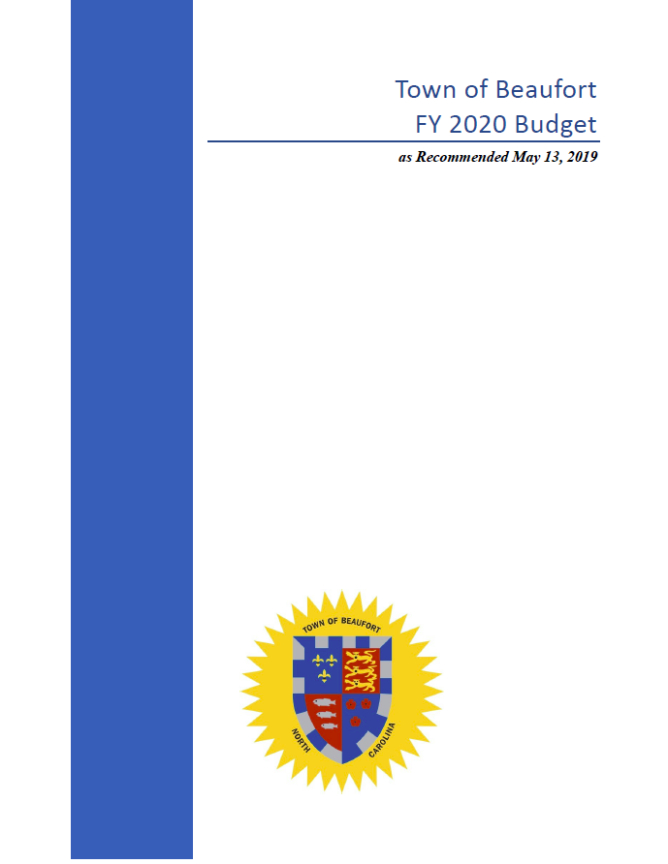 Town of Beaufort
FY 2020 Budget
as Recommended May 13, 2019
TOWN OF BEAUFORT
NORTH
CAROLINA